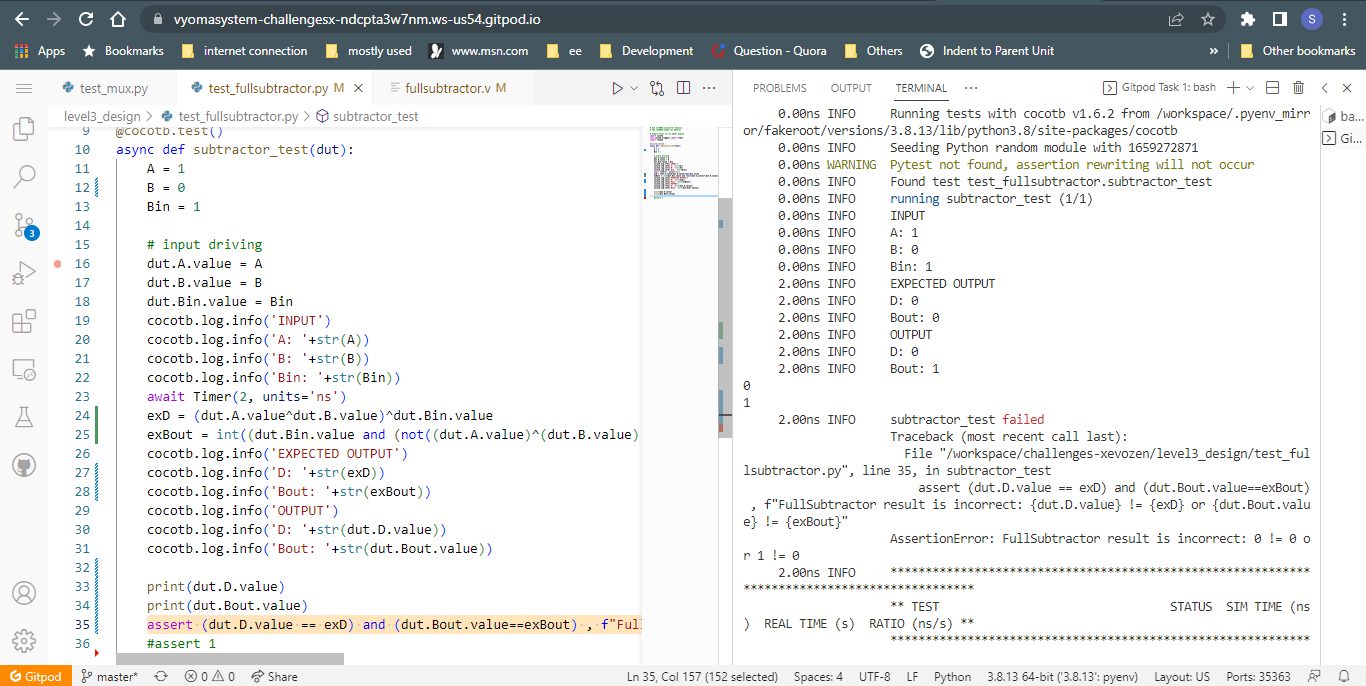 vyomasystem-challengesx-ndcpta3w7nm.ws-us54.gitpod.io
S
Apps Bookmarks internet connection mostly used www.msn.com ee Development Question - Quora Others Indent to Parent Unit » Other bookmarks
test_mux.py test_fullsubtractor.py M fullsubtractor.v M
level3_design > test_fullsubtractor.py > subtractor_test
9 @cocotb.test()
10 async def subtractor_test(dut):
11 A = 1
12 B = 0
13 Bin = 1
14
15 # input driving
16 dut.A.value = A
17 dut.B.value = B
18 dut.Bin.value = Bin
19 cocotb.log.info('INPUT')
20 cocotb.log.info('A: '+str(A))
21 cocotb.log.info('B: '+str(B))
22 cocotb.log.info('Bin: '+str(Bin))
23 await Timer(2, units='ns')
24 exD = (dut.A.value^dut.B.value)^dut.Bin.value
25 exBout = int((dut.Bin.value and (not((dut.A.value)^(dut.B.value)
26 cocotb.log.info('EXPECTED OUTPUT')
27 cocotb.log.info('D: '+str(exD))
28 cocotb.log.info('Bout: '+str(exBout))
29 cocotb.log.info('OUTPUT')
30 cocotb.log.info('D: '+str(dut.D.value))
31 cocotb.log.info('Bout: '+str(dut.Bout.value))
32
33 print(dut.D.value)
34 print(dut.Bout.value)
35 assert (dut.D.value == exD) and (dut.Bout.value==exBout) , f"Ful
36 #assert 1
3
PROBLEMS OUTPUT TERMINAL ··· Gitpod Task 1: bash
ba...
Gi...
0.00ns INFO Running tests with cocotb v1.6.2 from /workspace/.pyenv_mirr
or/fakeroot/versions/3.8.13/lib/python3.8/site-packages/cocotb
0.00ns INFO Seeding Python random module with 1659272871
0.00ns WARNING Pytest not found, assertion rewriting will not occur
0.00ns INFO Found test test_fullsubtractor.subtractor_test
0.00ns INFO running subtractor_test (1/1)
0.00ns INFO INPUT
0.00ns INFO A: 1
0.00ns INFO B: 0
0.00ns INFO Bin: 1
2.00ns INFO EXPECTED OUTPUT
2.00ns INFO D: 0
2.00ns INFO Bout: 0
2.00ns INFO OUTPUT
2.00ns INFO D: 0
2.00ns INFO Bout: 1
0
1
2.00ns INFO subtractor_test failed
Traceback (most recent call last):
File "/workspace/challenges-xevozen/level3_design/test_fu
llsubtractor.py", line 35, in subtractor_test
assert (dut.D.value == exD) and (dut.Bout.value==exBout)
, f"FullSubtractor result is incorrect: {dut.D.value} != {exD} or {dut.Bout.valu
e} != {exBout}"
AssertionError: FullSubtractor result is incorrect: 0 != 0 o
r 1 != 0
2.00ns INFO ************************************************************
*********************************
** TEST STATUS SIM TIME (ns
) REAL TIME (s) RATIO (ns/s) **
************************************************************
Gitpod master* 0 0 Share Ln 35, Col 157 (152 selected) Spaces: 4 UTF-8 LF Python 3.8.13 64-bit ('3.8.13': pyenv) Layout: US Ports: 35363